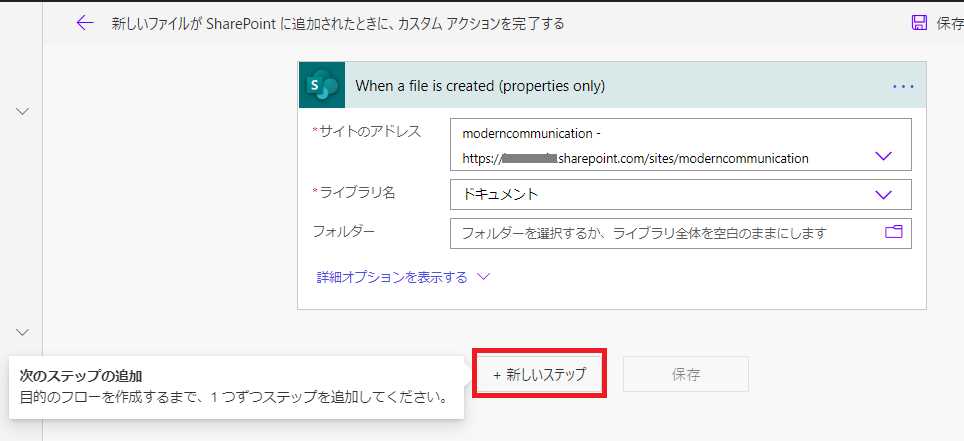 新しいファイルが SharePoint に追加されたときに、カスタム アクションを完了する
保存
When a file is created (properties only)
*サイトのアドレス
moderncommunication -
https://.sharepoint.com/sites/moderncommunication
*ライブラリ名
ドキュメント
フォルダー
フォルダーを選択するか、ライブラリ全体を空白のままにします
詳細オプションを表示する
次のステップの追加
目的のフローを作成するまで、1 つずつステップを追加してください。
+ 新しいステップ
保存